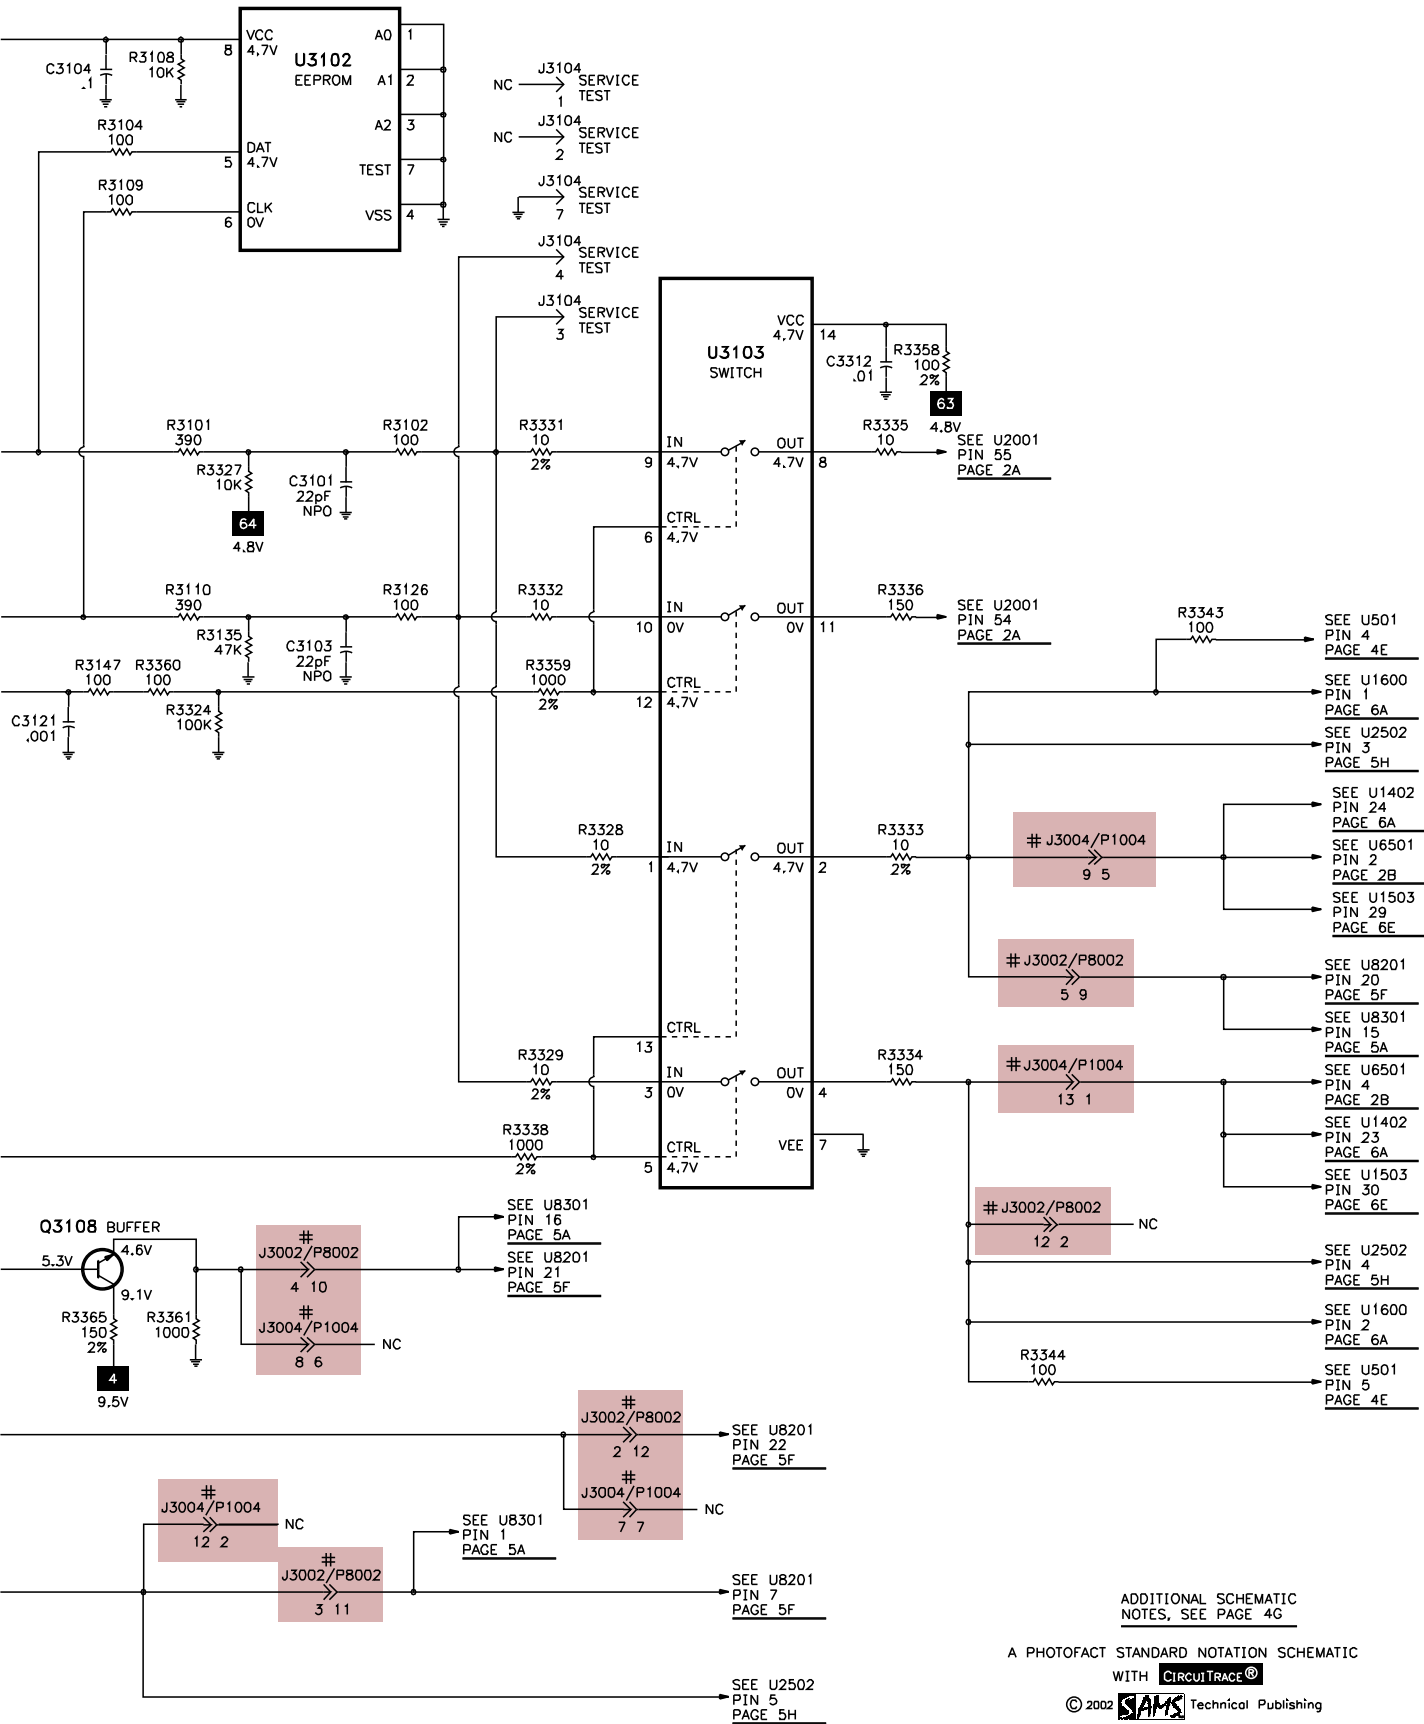 VCC
8 4.7V
U3102
EEPROM
A0 1
A1 2
A2 3
TEST 7
VSS 4
C3104
.1
R3108
10K
R3104
100
DAT
5 4.7V
R3109
100
CLK
6 0V
NC J3104 SERVICE
1 TEST
NC J3104 SERVICE
2 TEST
J3104 SERVICE
7 TEST
J3104 SERVICE
4 TEST
J3104 SERVICE
3 TEST
U3103
SWITCH
VCC
4.7V 14
C3312
.01
R3358
100
2%
63
4.8V
R3101
390
R3327
10K
64
4.8V
C3101
22pF
NPO
R3102
100
R3331
10
2%
IN
9 4.7V
OUT
4.7V 8
R3335
10
SEE U2001
PIN 55
PAGE 2A
CTRL
6 4.7V
R3110
390
R3135
47K
C3103
22pF
NPO
R3126
100
R3332
10
IN
10 0V
OUT
0V 11
R3336
150
SEE U2001
PIN 54
PAGE 2A
R3147
100
R3360
100
C3121
.001
R3324
100K
R3359
1000
2%
CTRL
12 4.7V
R3343
100
SEE U501
PIN 4
PAGE 4E
SEE U1600
PIN 1
PAGE 6A
SEE U2502
PIN 3
PAGE 5H
R3328
10
2%
IN
1 4.7V
OUT
4.7V 2
R3333
10
2%
# J3004/P1004
9 5
SEE U1402
PIN 24
PAGE 6A
SEE U6501
PIN 2
PAGE 2B
SEE U1503
PIN 29
PAGE 6E
# J3002/P8002
5 9
SEE U8201
PIN 20
PAGE 5F
SEE U8301
PIN 15
PAGE 5A
CTRL
13
R3329
10
2%
IN
3 0V
OUT
0V 4
R3334
150
# J3004/P1004
13 1
SEE U6501
PIN 4
PAGE 2B
SEE U1402
PIN 23
PAGE 6A
SEE U1503
PIN 30
PAGE 6E
R3338
1000
2%
CTRL
5 4.7V
VEE 7
# J3002/P8002
12 2
NC
SEE U2502
PIN 4
PAGE 5H
SEE U1600
PIN 2
PAGE 6A
R3344
100
SEE U501
PIN 5
PAGE 4E
Q3108 BUFFER
5.3V
4.6V
9.1V
R3365
150
2%
4
9.5V
R3361
1000
#
J3002/P8002
4 10
#
J3004/P1004
8 6
NC
SEE U8301
PIN 16
PAGE 5A
SEE U8201
PIN 21
PAGE 5F
#
J3002/P8002
2 12
SEE U8201
PIN 22
PAGE 5F
#
J3004/P1004
7 7
NC
#
J3004/P1004
12 2
NC
SEE U8301
PIN 1
PAGE 5A
#
J3002/P8002
3 11
SEE U8201
PIN 7
PAGE 5F
SEE U2502
PIN 5
PAGE 5H
ADDITIONAL SCHEMATIC
NOTES, SEE PAGE 4G
A PHOTOFACT STANDARD NOTATION SCHEMATIC
WITH CIRCUITRACE®
© 2002 SAMS Technical Publishing